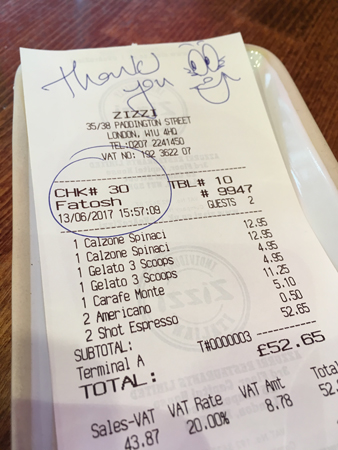 Thank
you
ZIZZI
35/38 PADDINGTON STREET
LONDON, W1U 4HQ
TEL:0207 2241450
VAT NO: 192 3622 07
CHK# 30 TBL# 10
Fatosh # 9947
13/06/2017 15:57:09 GUESTS 2
1 Calzone Spinaci 12.95
1 Calzone Spinaci 12.95
1 Gelato 3 Scoops 4.95
1 Gelato 3 Scoops 4.95
1 Carafe Monte 11.25
2 Americano 5.10
2 Shot Espresso 0.50
SUBTOTAL: 52.65
Terminal A T#0000003
TOTAL: £52.65
Sales-VAT VAT Rate VAT Amt Total
43.87 20.00% 8.78 52.